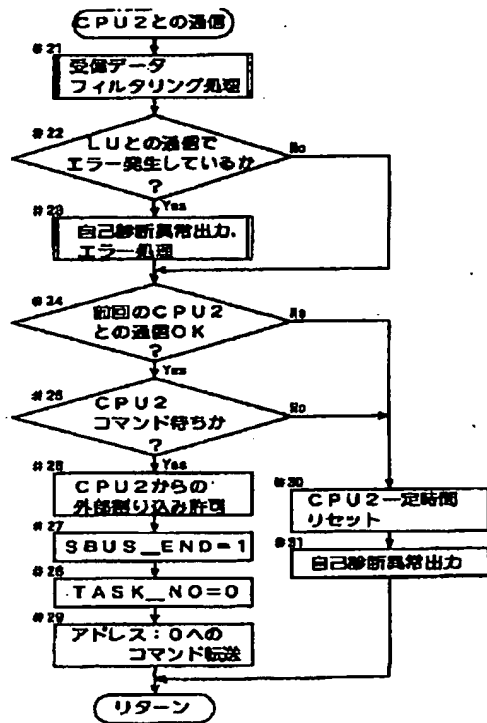 CPU2との通信
#21
受信データ
フィルタリング処理
#22
LUとの通信で
エラー発生しているか
?
No
Yes
#23
自己診断異常出力,
エラー処理
#24
前回のCPU2
との通信OK
?
No
Yes
#25
CPU2
コマンド待ちか
?
No
Yes
#26
CPU2からの
外部割り込み許可
#27
SBUS_END=1
#28
TASK_NO=0
#29
アドレス:0への
コマンド転送
#30
CPU2一定時間
リセット
#31
自己診断異常出力
リターン